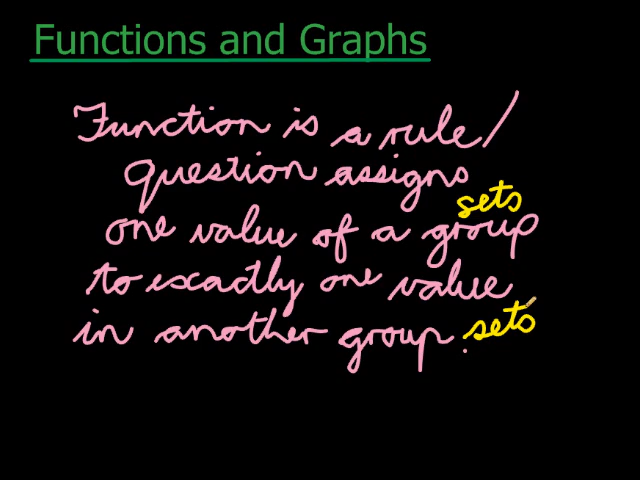 Functions and Graphs
Function is a rule/
question assigns
sets
one value of a group
to exactly one value
in another group. sets